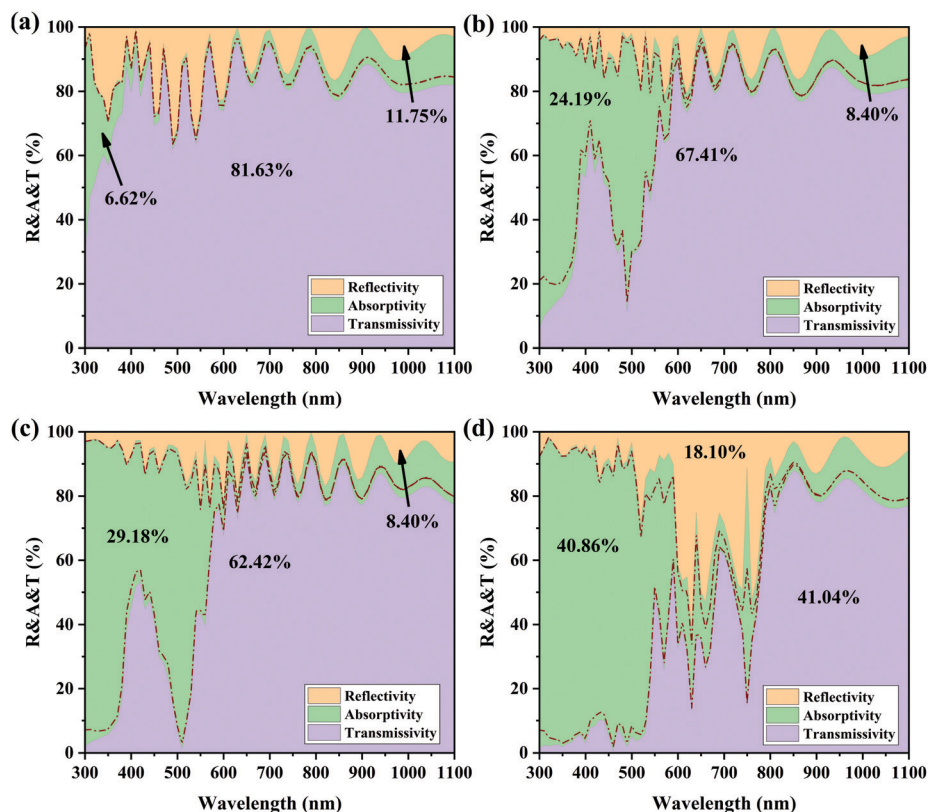 (a)
R&A&T (%)
100
80
60
40
20
0
11.75%
6.62%
81.63%
Reflectivity
Absorptivity
Transmissivity
300 400 500 600 700 800 900 1000 1100
Wavelength (nm)
(b)
R&A&T (%)
100
80
60
40
20
0
24.19%
8.40%
67.41%
Reflectivity
Absorptivity
Transmissivity
300 400 500 600 700 800 900 1000 1100
Wavelength (nm)
(c)
R&A&T (%)
100
80
60
40
20
0
8.40%
29.18%
62.42%
Reflectivity
Absorptivity
Transmissivity
300 400 500 600 700 800 900 1000 1100
Wavelength (nm)
(d)
R&A&T (%)
100
80
60
40
20
0
18.10%
40.86%
41.04%
Reflectivity
Absorptivity
Transmissivity
300 400 500 600 700 800 900 1000 1100
Wavelength (nm)